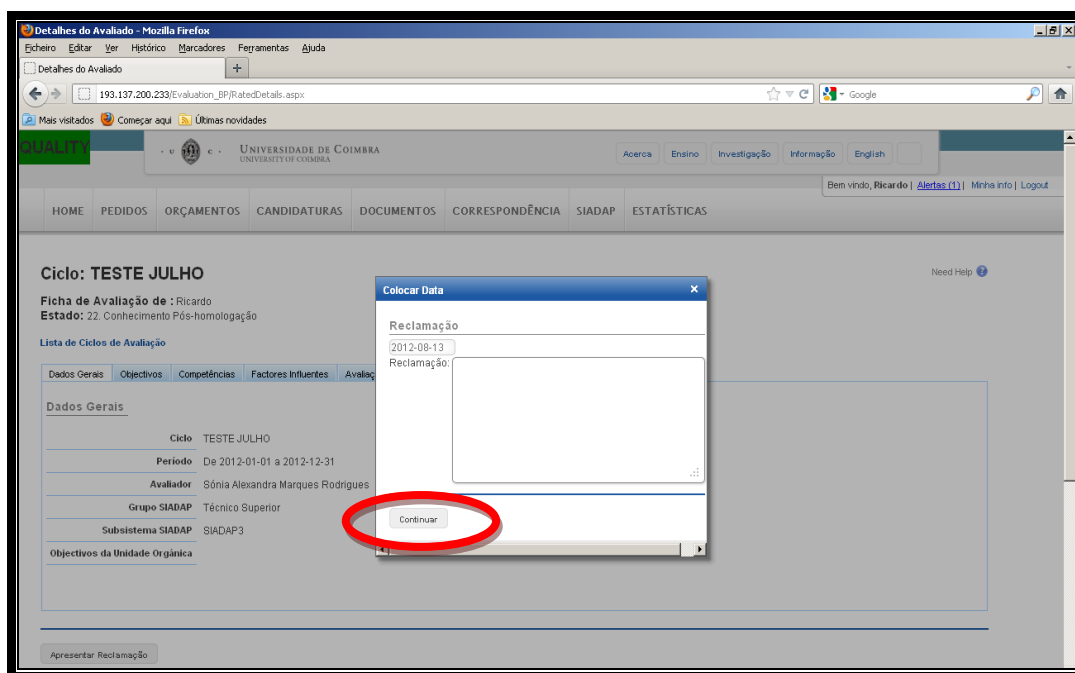 Detalhes do Avaliado - Mozilla Firefox
Ficheiro Editar Ver Histórico Marcadores Ferramentas Ajuda
Detalhes do Avaliado +
193.137.200.233/Evaluation_BP/RatedDetails.aspx Google
Mais visitados Começar aqui Últimas novidades
QUALITY · U C · UNIVERSIDADE DE COIMBRA
UNIVERSITY OF COIMBRA
Acerca Ensino Investigação Informação English
Bem vindo, Ricardo | Alertas (1) | Minha info | Logout
HOME PEDIDOS ORÇAMENTOS CANDIDATURAS DOCUMENTOS CORRESPONDÊNCIA SIADAP ESTATÍSTICAS
Ciclo: TESTE JULHO
Need Help ?
Ficha de Avaliação de : Ricardo
Estado: 22. Conhecimento Pós-homologação
Lista de Ciclos de Avaliação
Dados Gerais Objectivos Competências Factores Influentes Avaliaç
Dados Gerais
Ciclo TESTE JULHO
Período De 2012-01-01 a 2012-12-31
Avaliador Sónia Alexandra Marques Rodrigues
Grupo SIADAP Técnico Superior
Subsistema SIADAP SIADAP3
Objectivos da Unidade Orgânica
Colocar Data x
Reclamação
2012-08-13
Reclamação:
Continuar
Apresentar Reclamação